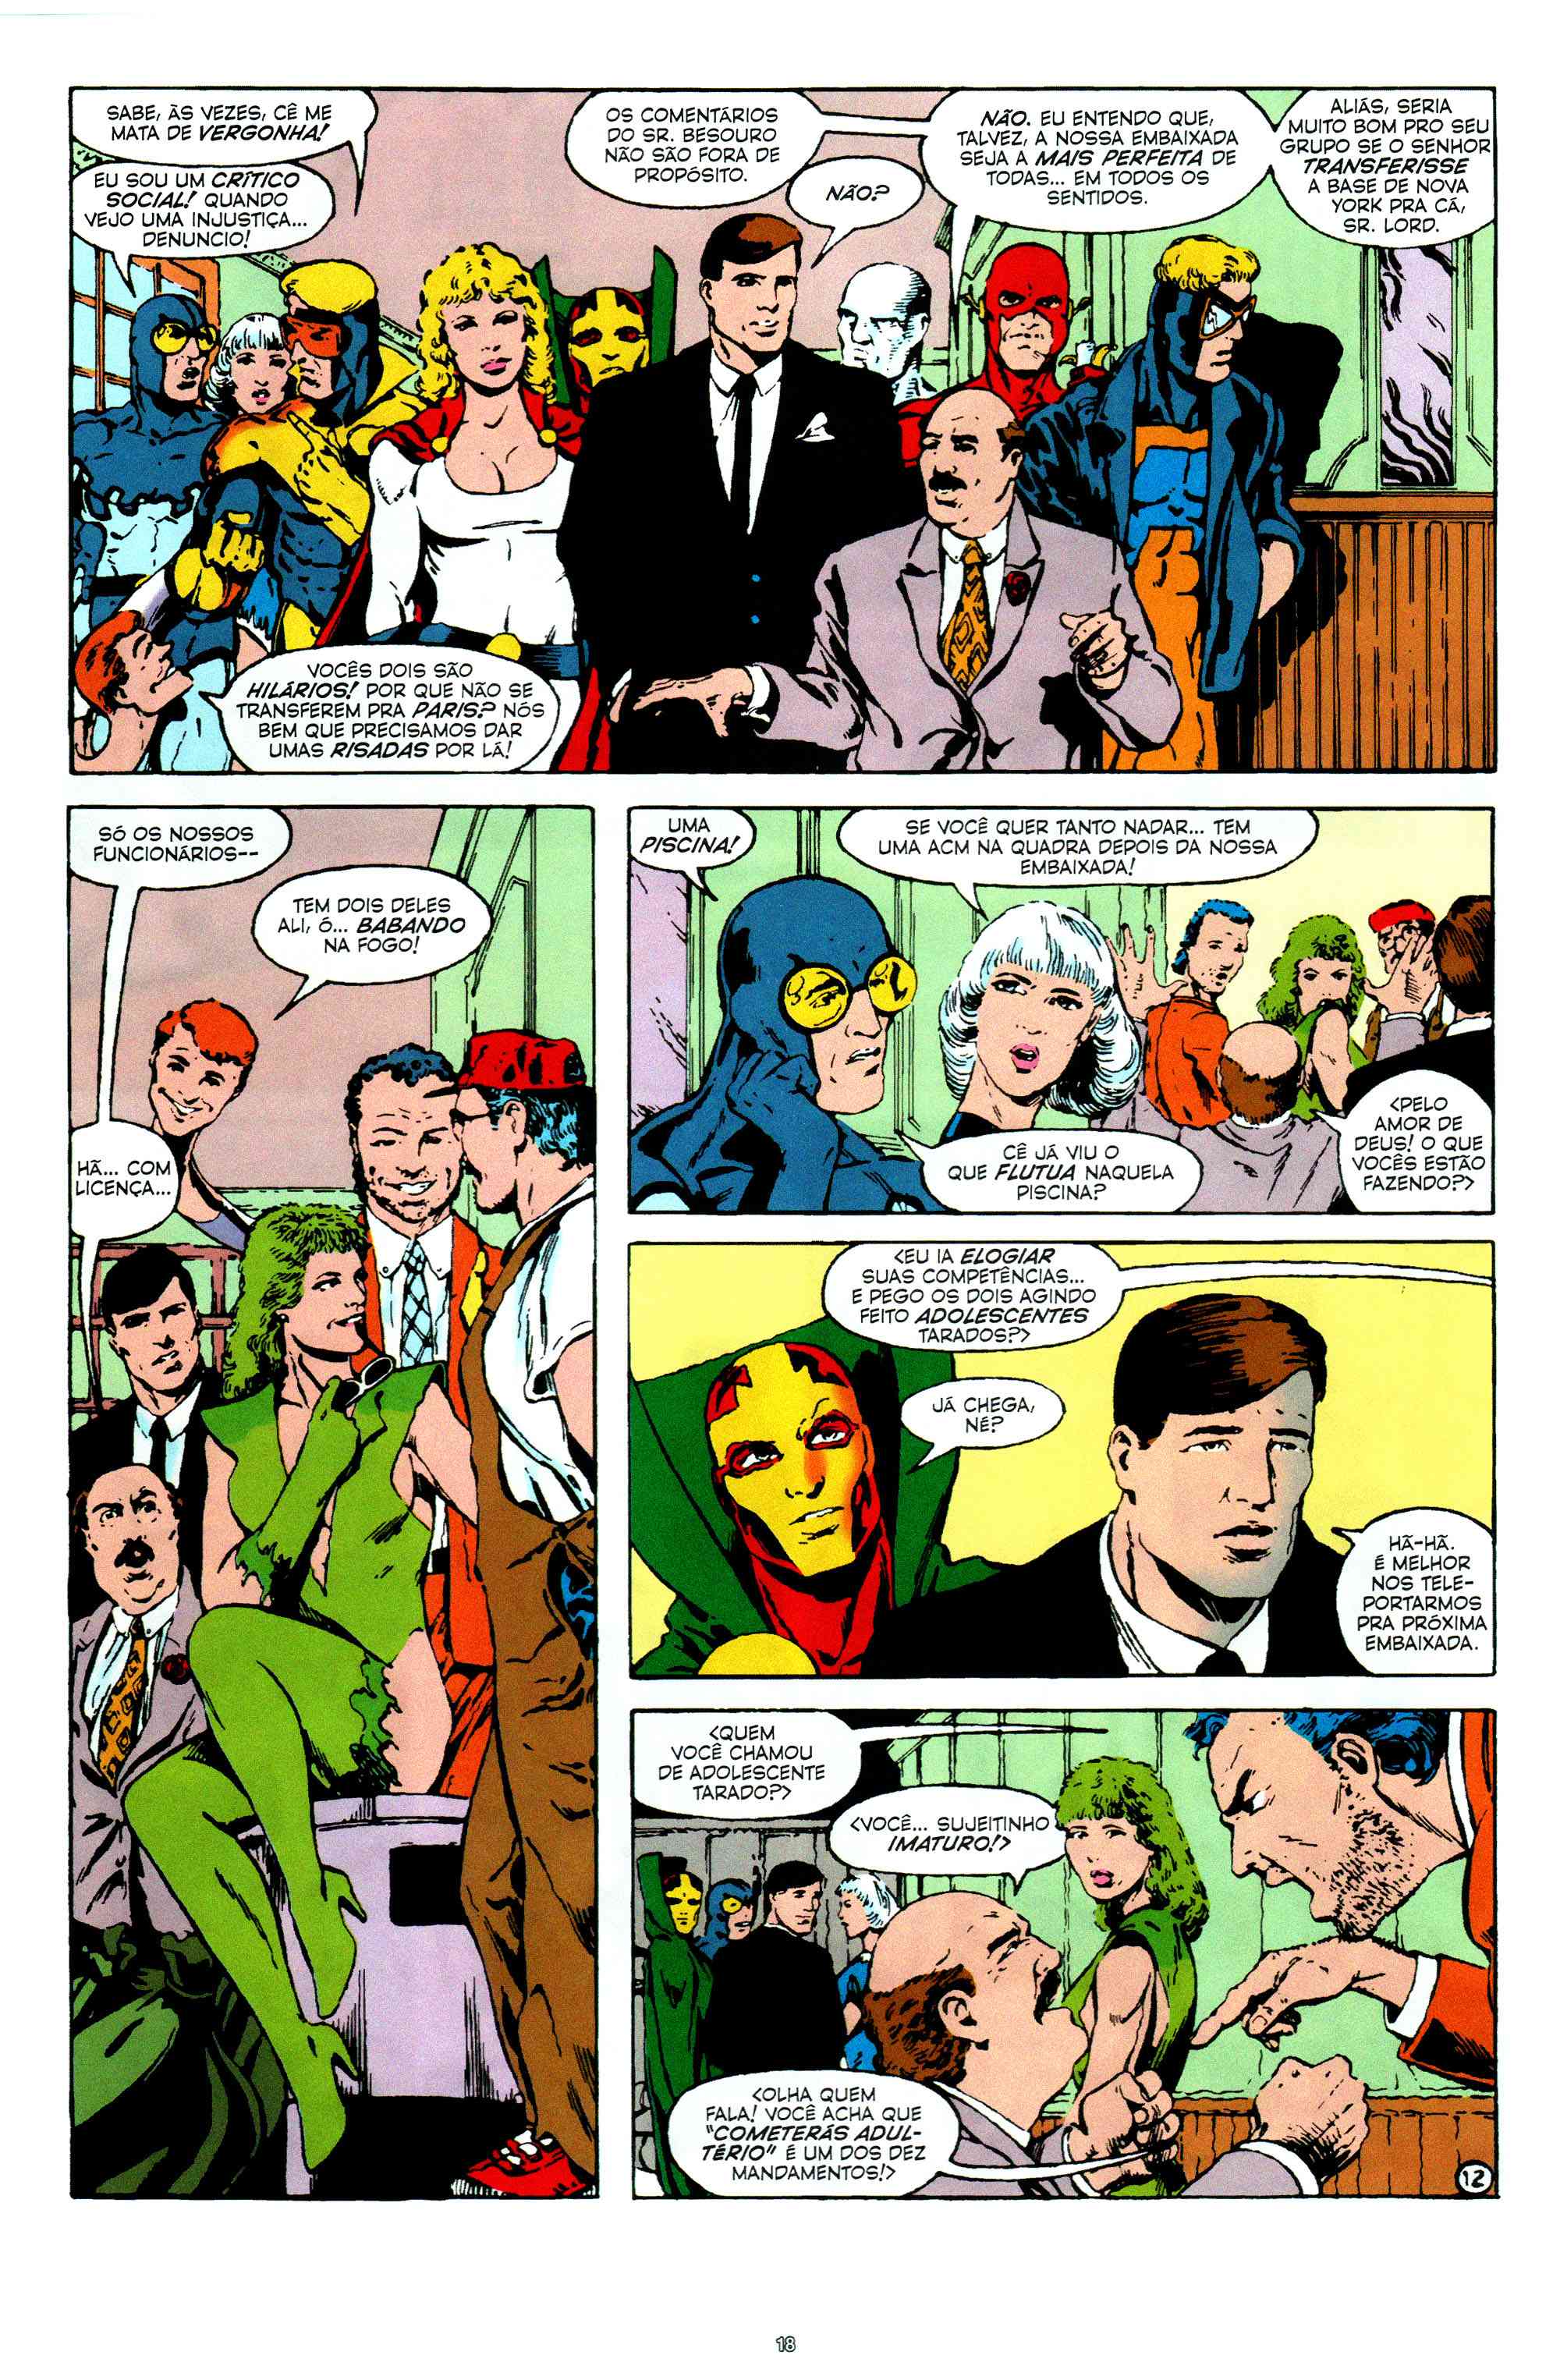 SABE, ÀS VEZES, CÊ ME
MATA DE VERGONHA!
EU SOU UM CRÍTICO
SOCIAL! QUANDO
VEJO UMA INJUSTIÇA...
DENUNCIO!
OS COMENTÁRIOS
DO SR. BESOURO
NÃO SÃO FORA DE
PROPÓSITO.
NÃO?
NÃO. EU ENTENDO QUE,
TALVEZ, A NOSSA EMBAIXADA
SEJA A MAIS PERFEITA DE
TODAS... EM TODOS OS
SENTIDOS.
ALIÁS, SERIA
MUITO BOM PRO SEU
GRUPO SE O SENHOR
TRANSFERISSE
A BASE DE NOVA
YORK PRA CÁ,
SR. LORD.
VOCÊS DOIS SÃO
HILÁRIOS! POR QUE NÃO SE
TRANSFEREM PRA PARIS? NÓS
BEM QUE PRECISAMOS DAR
UMAS RISADAS POR LÁ!
SÓ OS NOSSOS
FUNCIONÁRIOS--
TEM DOIS DELES
ALI, Ó... BABANDO
NA FOGO!
HÃ... COM
LICENÇA...
UMA
PISCINA!
SE VOCÊ QUER TANTO NADAR... TEM
UMA ACM NA QUADRA DEPOIS DA NOSSA
EMBAIXADA!
CÊ JÁ VIU O
QUE FLUTUA NAQUELA
PISCINA?
<PELO
AMOR DE
DEUS! O QUE
VOCÊS ESTÃO
FAZENDO?>
<EU IA ELOGIAR
SUAS COMPETÊNCIAS...
E PEGO OS DOIS AGINDO
FEITO ADOLESCENTES
TARADOS?>
JÁ CHEGA,
NÉ?
HÃ-HÃ.
É MELHOR
NOS TELE-
PORTARMOS
PRA PRÓXIMA
EMBAIXADA.
<QUEM
VOCÊ CHAMOU
DE ADOLESCENTE
TARADO?>
<VOCÊ... SUJEITINHO
IMATURO!>
<OLHA QUEM
FALA! VOCÊ ACHA QUE
"COMETERÁS ADUL-
TÉRIO" É UM DOS DEZ
MANDAMENTOS!>
12
18